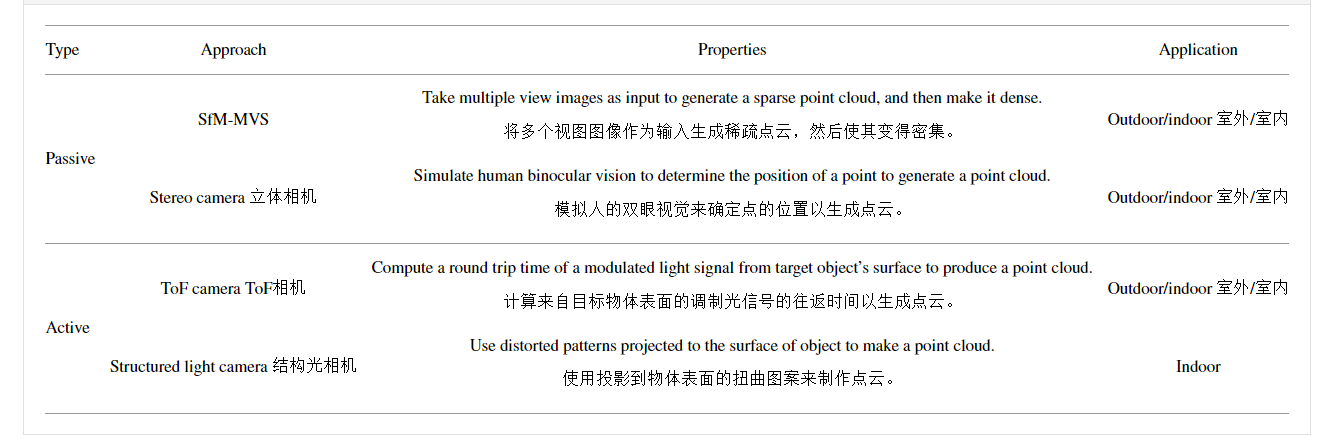 Type Approach Properties Application
Take multiple view images as input to generate a sparse point cloud, and then make it dense.
SfM-MVS Outdoor/indoor 室外/室内
将多个视图图像作为输入生成稀疏点云，然后使其变得密集。
Passive
Simulate human binocular vision to determine the position of a point to generate a point cloud.
Stereo camera 立体相机 Outdoor/indoor 室外/室内
模拟人的双眼视觉来确定点的位置以生成点云。
Compute a round trip time of a modulated light signal from target object’s surface to produce a point cloud.
ToF camera ToF相机 Outdoor/indoor 室外/室内
计算来自目标物体表面的调制光信号的往返时间以生成点云。
Active
Use distorted patterns projected to the surface of object to make a point cloud.
Structured light camera 结构光相机 Indoor
使用投影到物体表面的扭曲图案来制作点云。